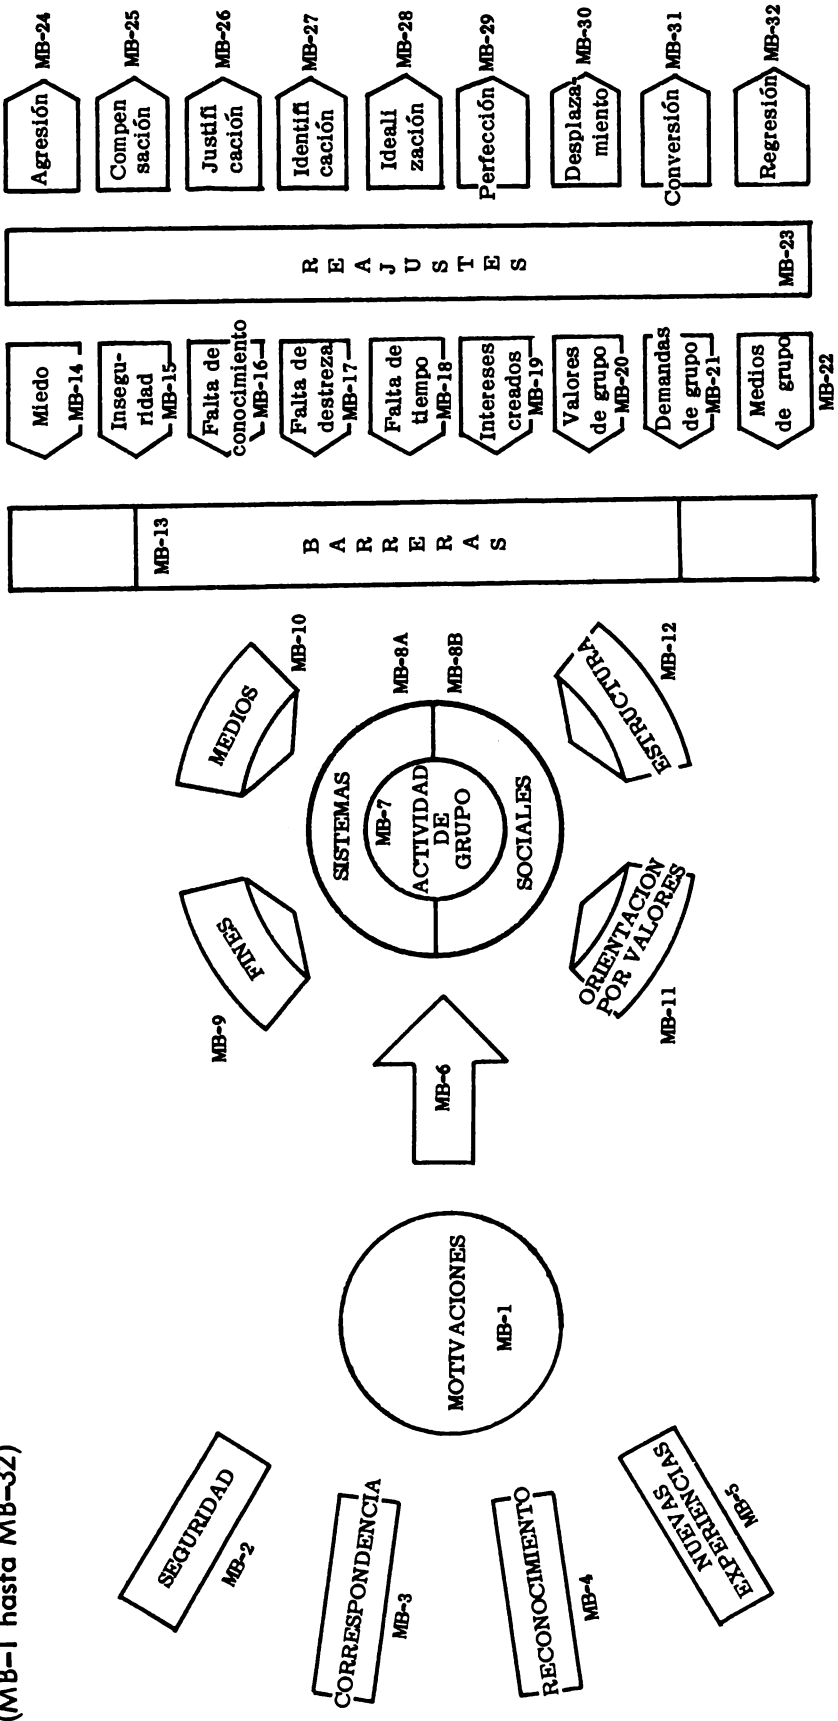 (MB-1 hasta MB-32)
SEGURIDAD
MB-2
CORRESPONDENCIA
MB-3
RECONOCIMIENTO
MB-4
NUEVAS
EXPERIENCIAS
MB-5
MOTIVACIONES
MB-1
MB-6
MB-9
FINES
MEDIOS
MB-10
SISTEMAS
MB-8A
MB-7
ACTIVIDAD
DE
GRUPO
MB-8B
SOCIALES
ORIENTACION
POR VALORES
MB-11
ESTRUCTURA
MB-12
MB-13
BARRERAS
Miedo
MB-14
Insegu-
ridad
MB-15
Falta de
conocimiento
MB-16
Falta de
destreza
MB-17
Falta de
tiempo
MB-18
Intereses
creados
MB-19
Valores
de grupo
MB-20
Demandas
de grupo
MB-21
Medios
de grupo
MB-22
REAJUSTES
MB-23
Agresión
MB-24
Compen
sación
MB-25
Justifi
cación
MB-26
Identifi
cación
MB-27
Ideali
zación
MB-28
Perfección
MB-29
Desplaza-
miento
MB-30
Conversión
MB-31
Regresión
MB-32